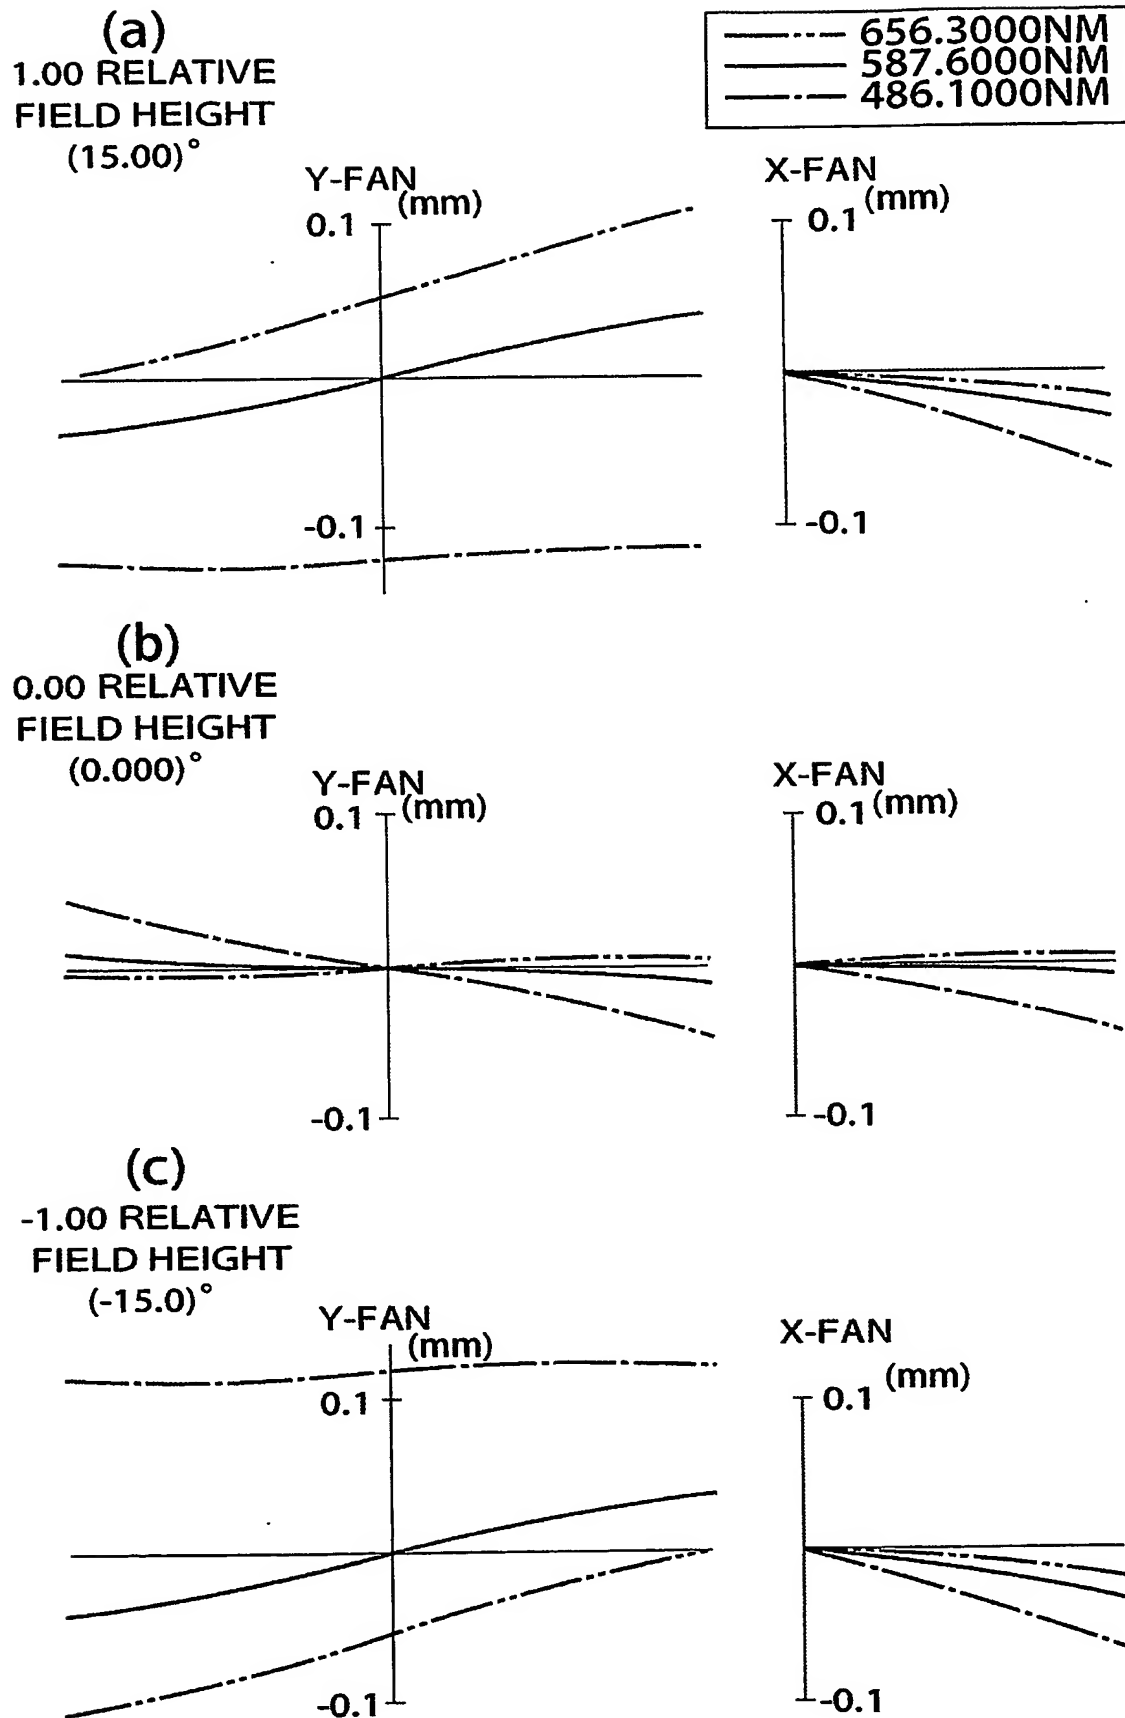 (a)
1.00 RELATIVE
FIELD HEIGHT
(15.00)°
656.3000NM
587.6000NM
486.1000NM
Y-FAN
(mm)
0.1
-0.1
X-FAN
(mm)
0.1
-0.1
(b)
0.00 RELATIVE
FIELD HEIGHT
(0.000)°
Y-FAN
(mm)
0.1
-0.1
X-FAN
(mm)
0.1
-0.1
(c)
-1.00 RELATIVE
FIELD HEIGHT
(-15.0)°
Y-FAN
(mm)
0.1
-0.1
X-FAN
(mm)
0.1
-0.1